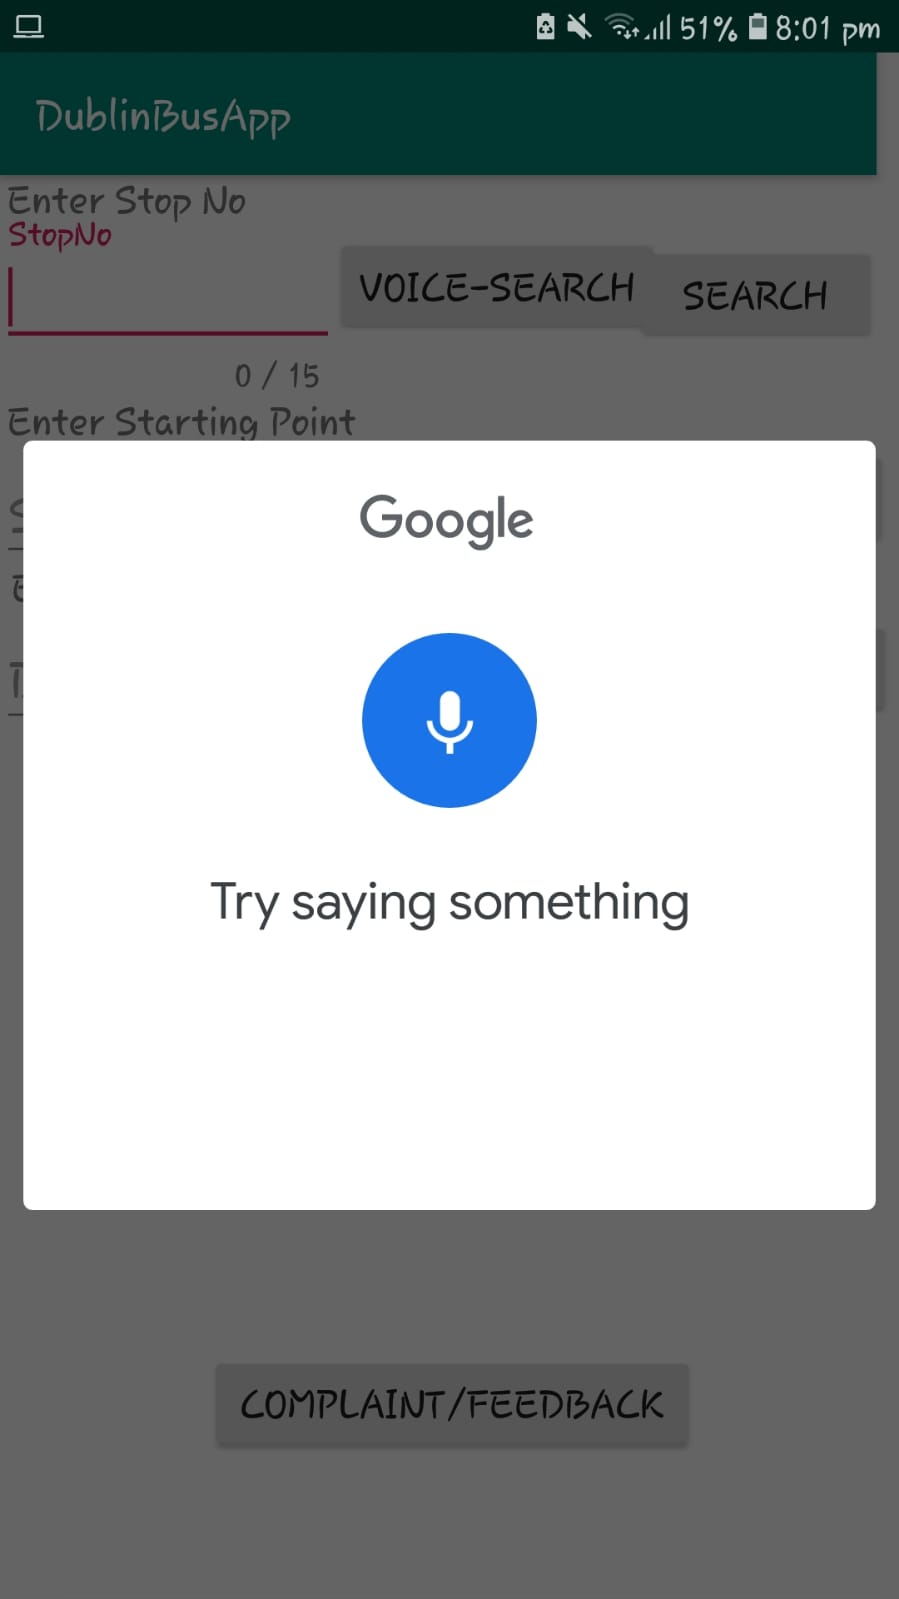 51% 8:01 pm
DublinBusApp
Enter Stop No
StopNo
VOICE-SEARCH SEARCH
0 / 15
Enter Starting Point
Google
Try saying something
COMPLAINT/FEEDBACK